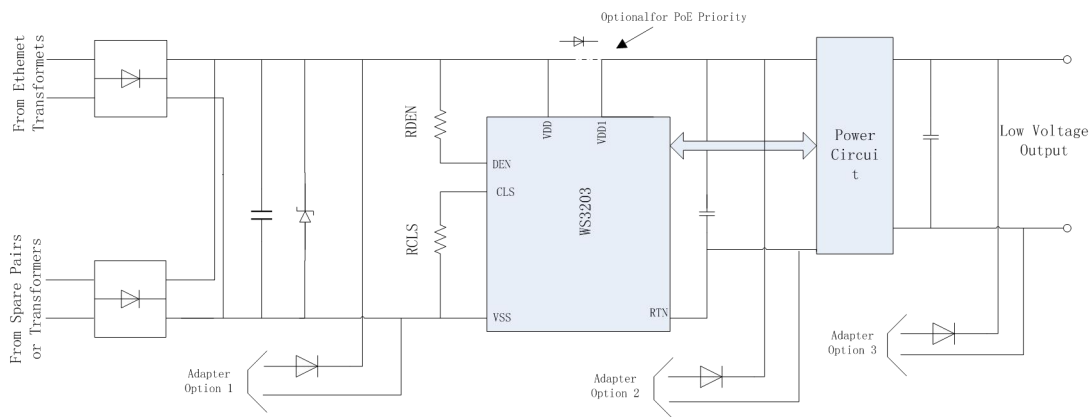 Optionalfor PoE Priority
From Ethemet
Transformets
RDEN
VDD
VDD1
DEN
CLS
WS3203
RCLS
VSS
RTN
Power
Circui
t
Low Voltage
Output
From Spare Pairs
or Transformers
Adapter
Option 1
Adapter
Option 2
Adapter
Option 3